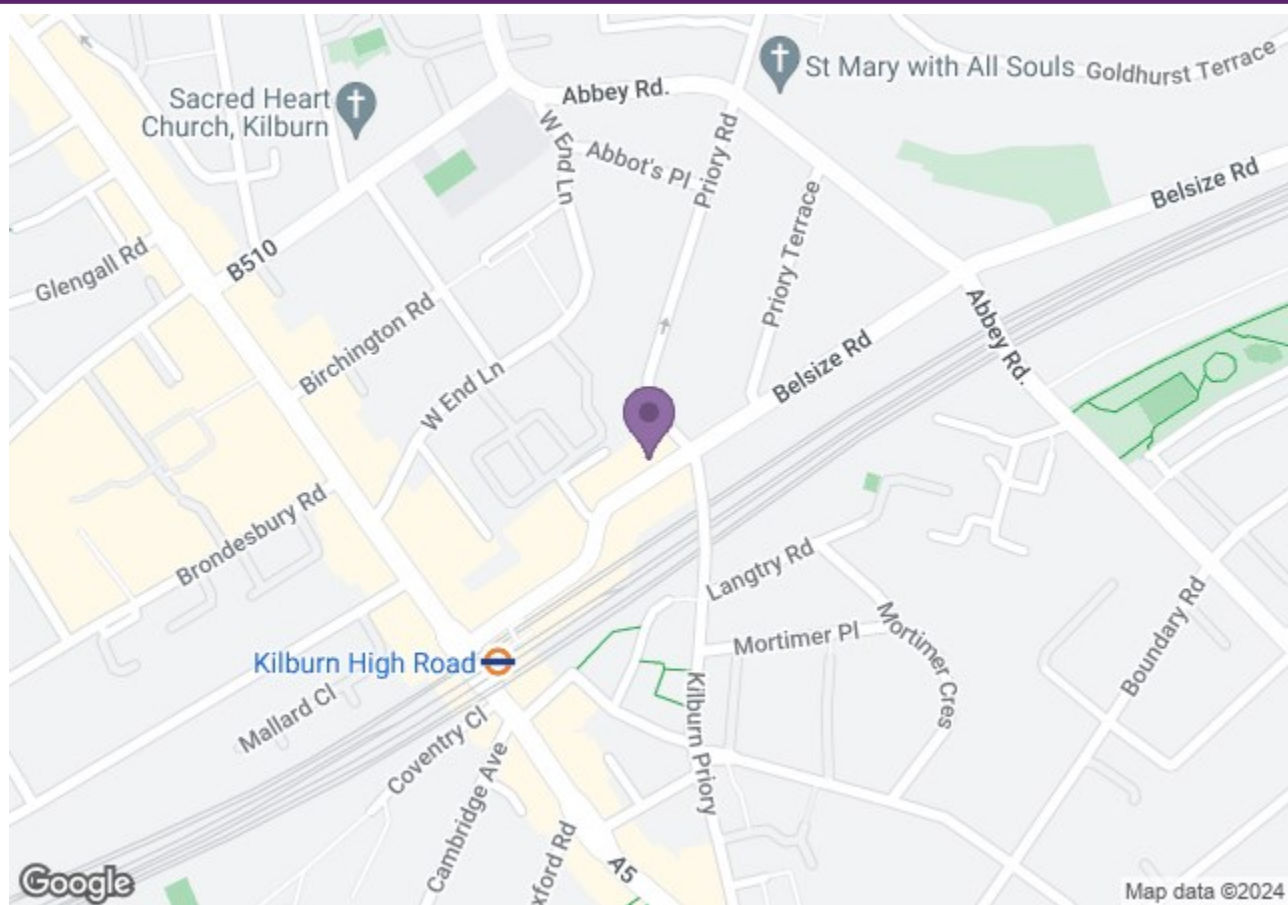 St Mary with All Souls
Goldhurst Terrace
Sacred Heart
Church, Kilburn
Abbey Rd.
W End Ln
Abbot's Pl
Priory Rd
Belsize Rd
Priory Terrace
Glengall Rd
B510
Birchington Rd
Abbey Rd.
W End Ln
Belsize Rd
Brondesbury Rd
Langtry Rd
Mortimer Pl
Mortimer Cres
Boundary Rd
Kilburn High Road
Mallard Cl
Coventry Cl
Kilburn Priory
Cambridge Ave
xford Rd
A5
Google
Map data ©2024